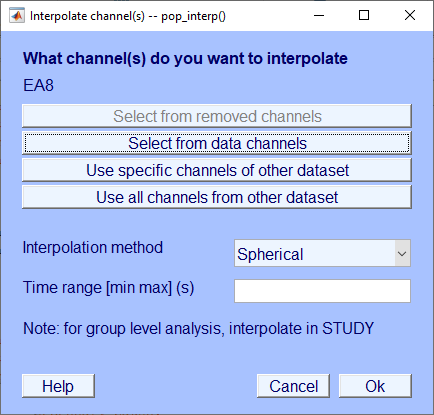 Interpolate channel(s) -- pop_interp()
What channel(s) do you want to interpolate
EA8
Select from removed channels
Select from data channels
Use specific channels of other dataset
Use all channels from other dataset
Interpolation method
Spherical
Time range [min max] (s)
Note: for group level analysis, interpolate in STUDY
Help
Cancel
Ok